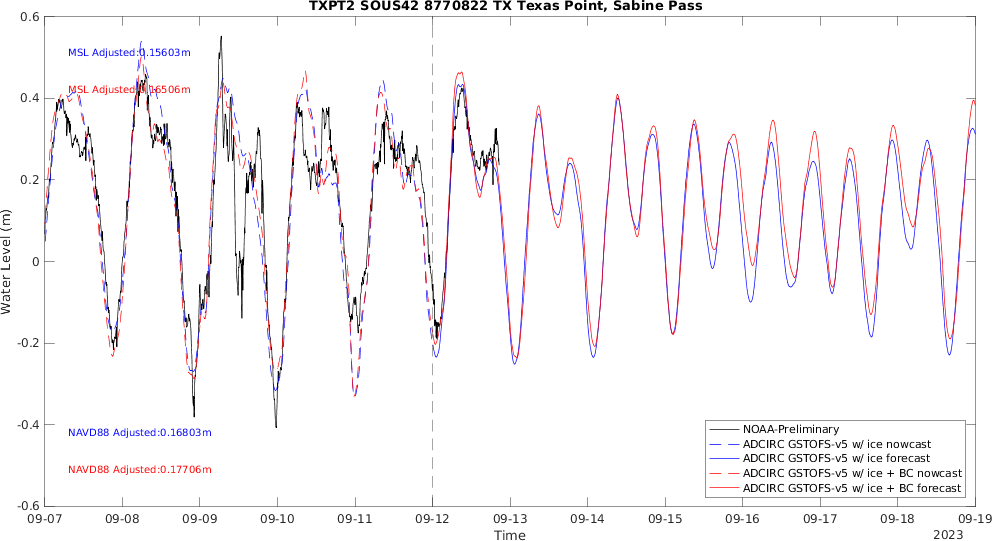 TXPT2 SOUS42 8770822 TX Texas Point, Sabine Pass
0.6
MSL Adjusted:0.15603m
MSL Adjusted:0.16506m
0.4
0.2
Water Level (m)
0
-0.2
-0.4
NAVD88 Adjusted:0.16803m
NAVD88 Adjusted:0.17706m
-0.6
NOAA-Preliminary
ADCIRC GSTOFS-v5 w/ ice nowcast
ADCIRC GSTOFS-v5 w/ ice forecast
ADCIRC GSTOFS-v5 w/ ice + BC nowcast
ADCIRC GSTOFS-v5 w/ ice + BC forecast
09-07 09-08 09-09 09-10 09-11 09-12 09-13 09-14 09-15 09-16 09-17 09-18 09-19
Time
2023